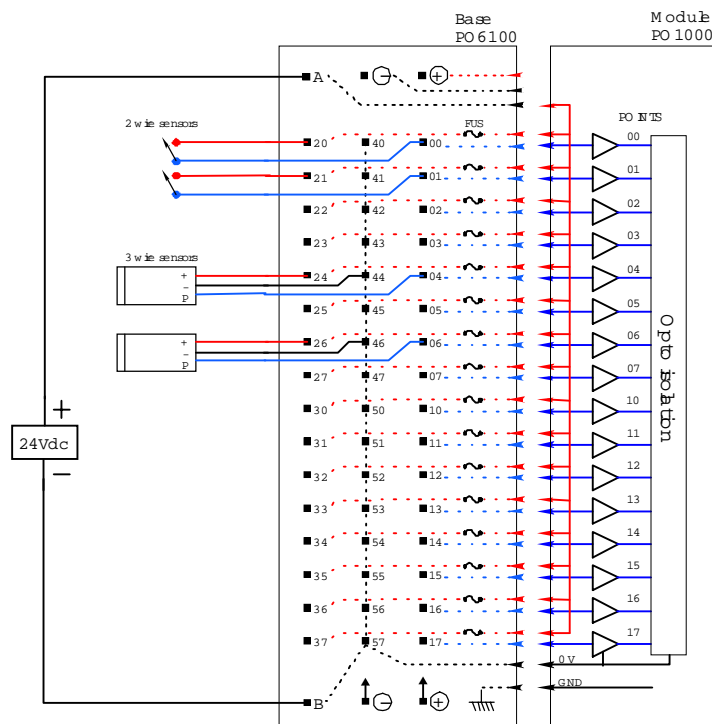 Base
PO6100
Module
PO1000
A − +
2 wire sensors
FUS
POINTS
20 40 00 00
21 41 01 01
22 42 02 02
23 43 03 03
3 wire sensors
+ 24 44 04 04
−
P
25 45 05 05
+ 26 46 06 06
−
P
27 47 07 07
30 50 10 10
31 51 11 11
32 52 12 12
33 53 13 13
34 54 14 14
35 55 15 15
36 56 16 16
37 57 17 17
Opto isolation
+
24Vdc
−
0V
GND
B − +